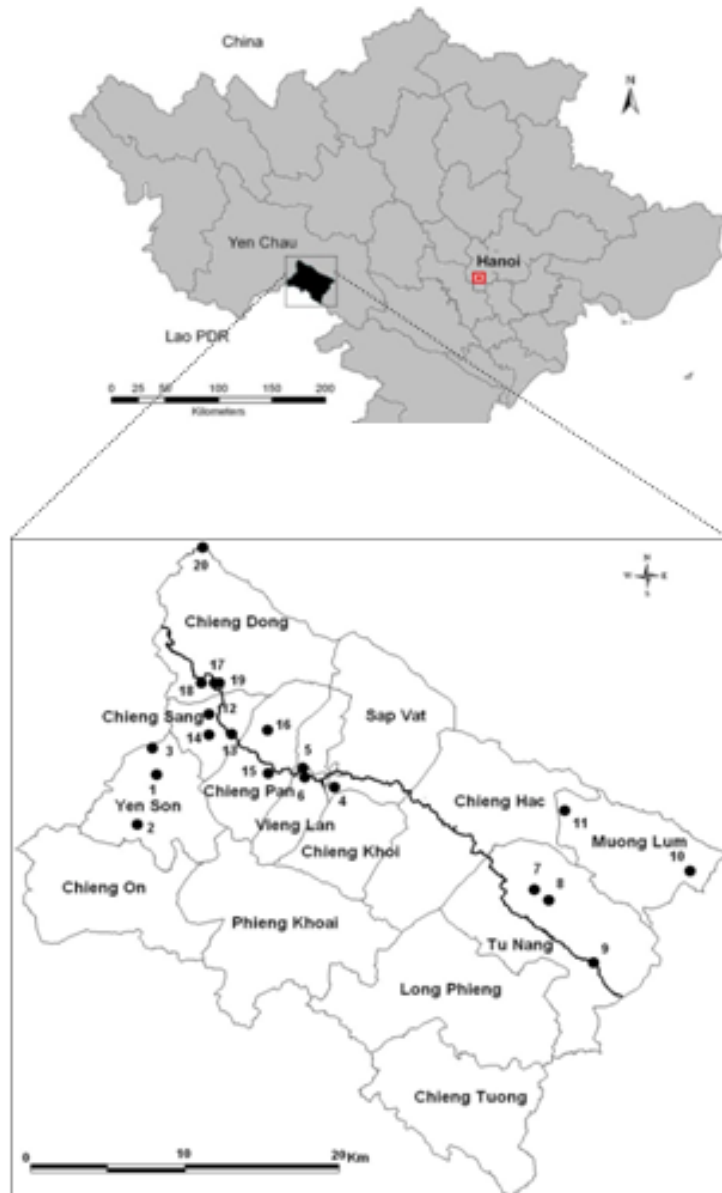 China
N
Yen Chau
Hanoi
Lao PDR
0 25 50 100 150 200
Kilometers
20
N
W E
S
Chieng Dong
17
18 19
12
Chieng Sang
16
Sap Vat
14 13
3
5
15
1
Chieng Pan 6 4
Chieng Hac
Yen Son
11
2
Vieng Lan
Muong Lum
Chieng Khoi
10
7 8
Chieng On
Phieng Khoai
Tu Nang 9
Long Phieng
Chieng Tuong
0 10 20 Km